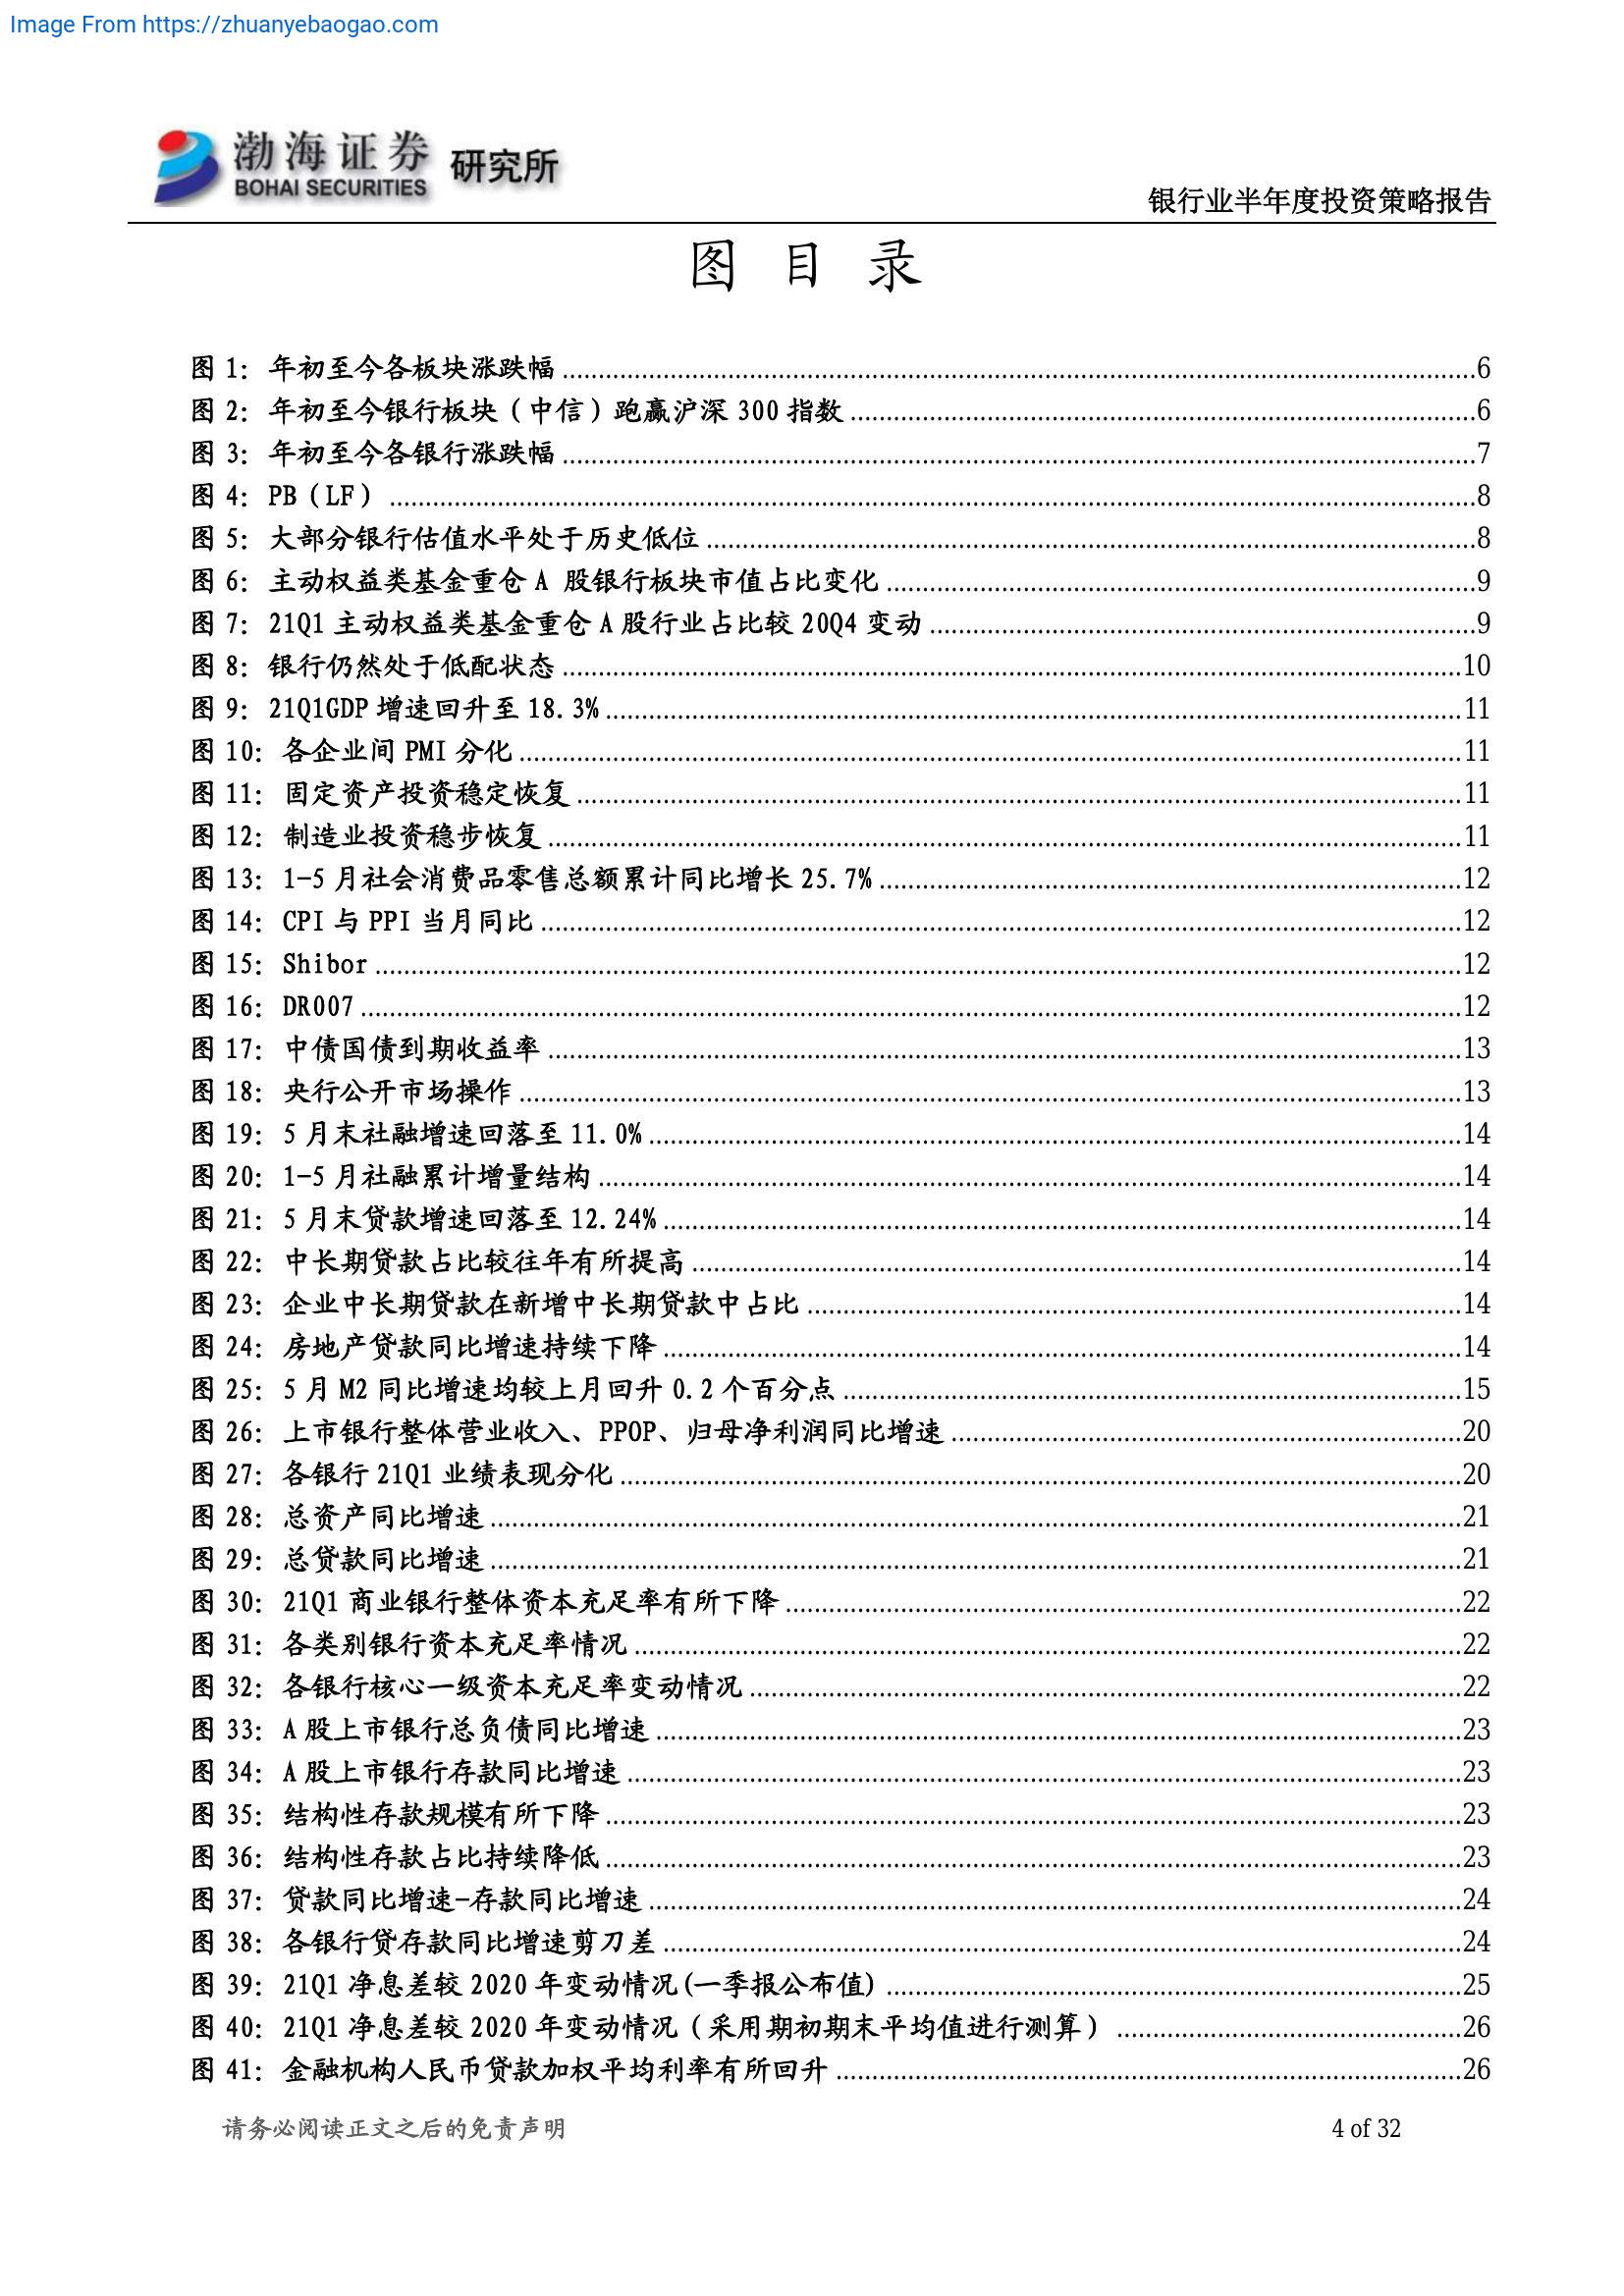 Image From https://zhuanyebaogao.com
渤海证券 研究所
BOHAI SECURITIES
银行业半年度投资策略报告
图 目 录
图 1：年初至今各板块涨跌幅........6
图 2：年初至今银行板块（中信）跑赢沪深 300 指数........6
图 3：年初至今各银行涨跌幅........7
图 4：PB（LF）........8
图 5：大部分银行估值水平处于历史低位........8
图 6：主动权益类基金重仓 A 股银行板块市值占比变化........9
图 7：21Q1 主动权益类基金重仓 A 股行业占比较 20Q4 变动........9
图 8：银行仍然处于低配状态........10
图 9：21Q1GDP 增速回升至 18.3%........11
图 10：各企业间 PMI 分化........11
图 11：固定资产投资稳定恢复........11
图 12：制造业投资稳步恢复........11
图 13：1-5 月社会消费品零售总额累计同比增长 25.7%........12
图 14：CPI 与 PPI 当月同比........12
图 15：Shibor........12
图 16：DR007........12
图 17：中债国债到期收益率........13
图 18：央行公开市场操作........13
图 19：5 月末社融增速回落至 11.0%........14
图 20：1-5 月社融累计增量结构........14
图 21：5 月末贷款增速回落至 12.24%........14
图 22：中长期贷款占比较往年有所提高........14
图 23：企业中长期贷款在新增中长期贷款中占比........14
图 24：房地产贷款同比增速持续下降........14
图 25：5 月 M2 同比增速均较上月回升 0.2 个百分点........15
图 26：上市银行整体营业收入、PPOP、归母净利润同比增速........20
图 27：各银行 21Q1 业绩表现分化........20
图 28：总资产同比增速........21
图 29：总贷款同比增速........21
图 30：21Q1 商业银行整体资本充足率有所下降........22
图 31：各类别银行资本充足率情况........22
图 32：各银行核心一级资本充足率变动情况........22
图 33：A 股上市银行总负债同比增速........23
图 34：A 股上市银行存款同比增速........23
图 35：结构性存款规模有所下降........23
图 36：结构性存款占比持续降低........23
图 37：贷款同比增速-存款同比增速........24
图 38：各银行贷存款同比增速剪刀差........24
图 39：21Q1 净息差较 2020 年变动情况(一季报公布值)........25
图 40：21Q1 净息差较 2020 年变动情况（采用期初期末平均值进行测算）........26
图 41：金融机构人民币贷款加权平均利率有所回升........26
请务必阅读正文之后的免责声明
4 of 32